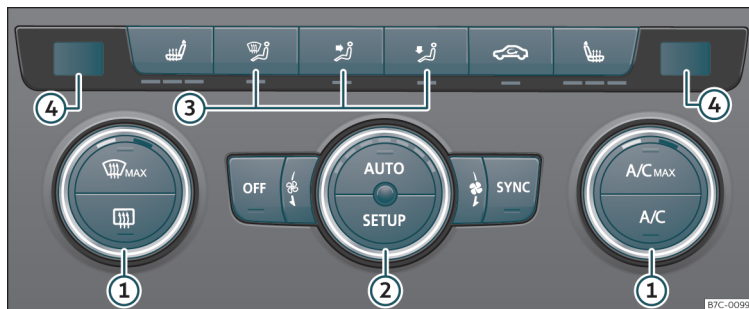 4
3
4
MAX
AUTO
A/C MAX
OFF
SYNC
SETUP
A/C
1
2
1
B7C-0099